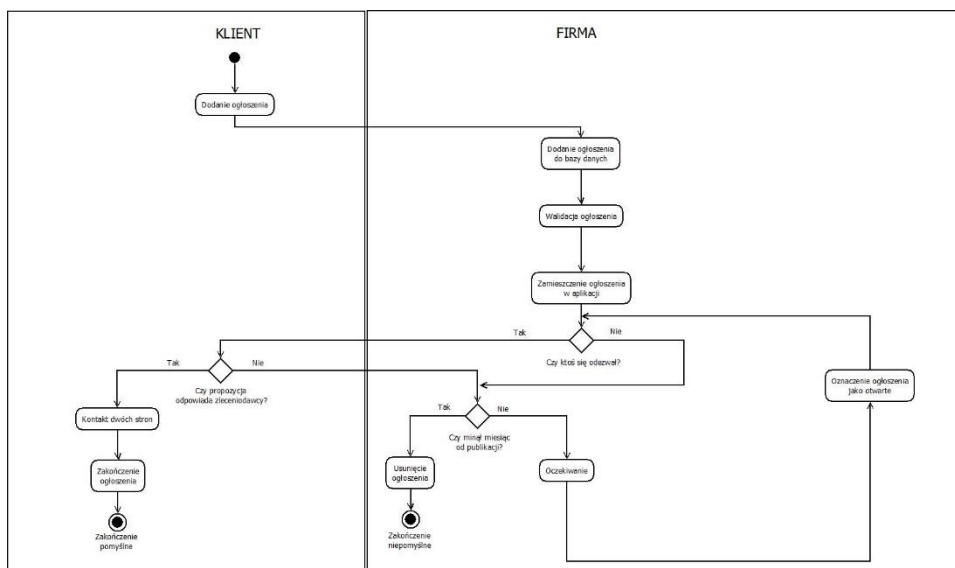 KLIENT
FIRMA
Dodanie ogłoszenia
Dodanie ogłoszenia
do bazy danych
Walidacja ogłoszenia
Zamieszczenie ogłoszenia
w aplikacji
Tak
Nie
Czy ktoś się odezwał?
Tak
Nie
Czy propozycja
odpowiada zleceniodawcy?
Oznaczenie ogłoszenia
jako otwarte
Kontakt dwóch stron
Tak
Nie
Czy minął miesiąc
od publikacji?
Zakończenie
ogłoszenia
Usunięcie
ogłoszenia
Oczekiwanie
Zakończenie
pomyślne
Zakończenie
niepomyślne